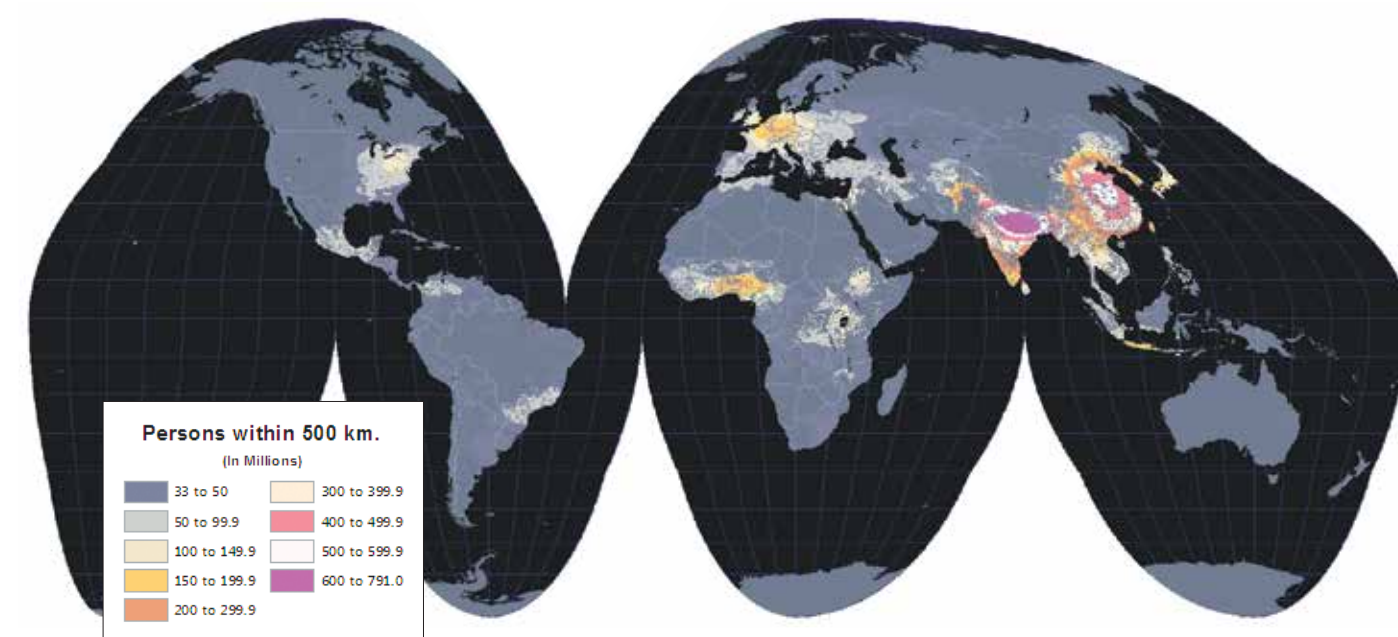 Persons within 500 km.
(In Millions)
33 to 50
50 to 99.9
100 to 149.9
150 to 199.9
200 to 299.9
300 to 399.9
400 to 499.9
500 to 599.9
600 to 791.0